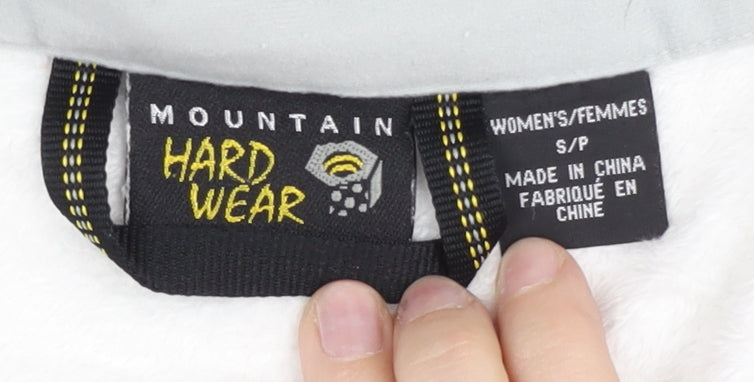 MOUNTAIN
HARD
WEAR
WOMEN'S/FEMMES
S/P
MADE IN CHINA
FABRIQUÉ EN
CHINE